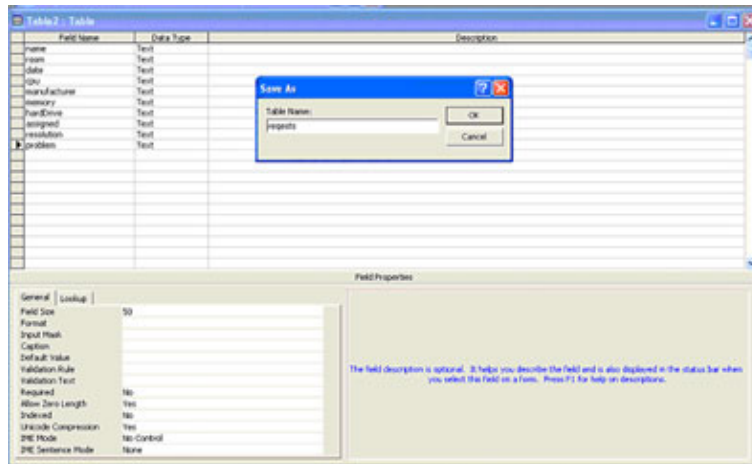 Table2 : Table
Field Name Data Type Description
name Text
room Text
date Text
cpu Text
manufacturer Text
memory Text
hardDrive Text
assigned Text
resolution Text
problem Text
Save As
Table Name:
OK
reqests
Cancel
Field Properties
General Lookup
Field Size 50
Format
Input Mask
Caption
Default Value
Validation Rule
Validation Text
Required No
Allow Zero Length Yes
Indexed No
Unicode Compression Yes
IME Mode No Control
IME Sentence Mode None
The field description is optional. It helps you describe the field and is also displayed in the status bar when
you select this field on a form. Press F1 for help on descriptions.